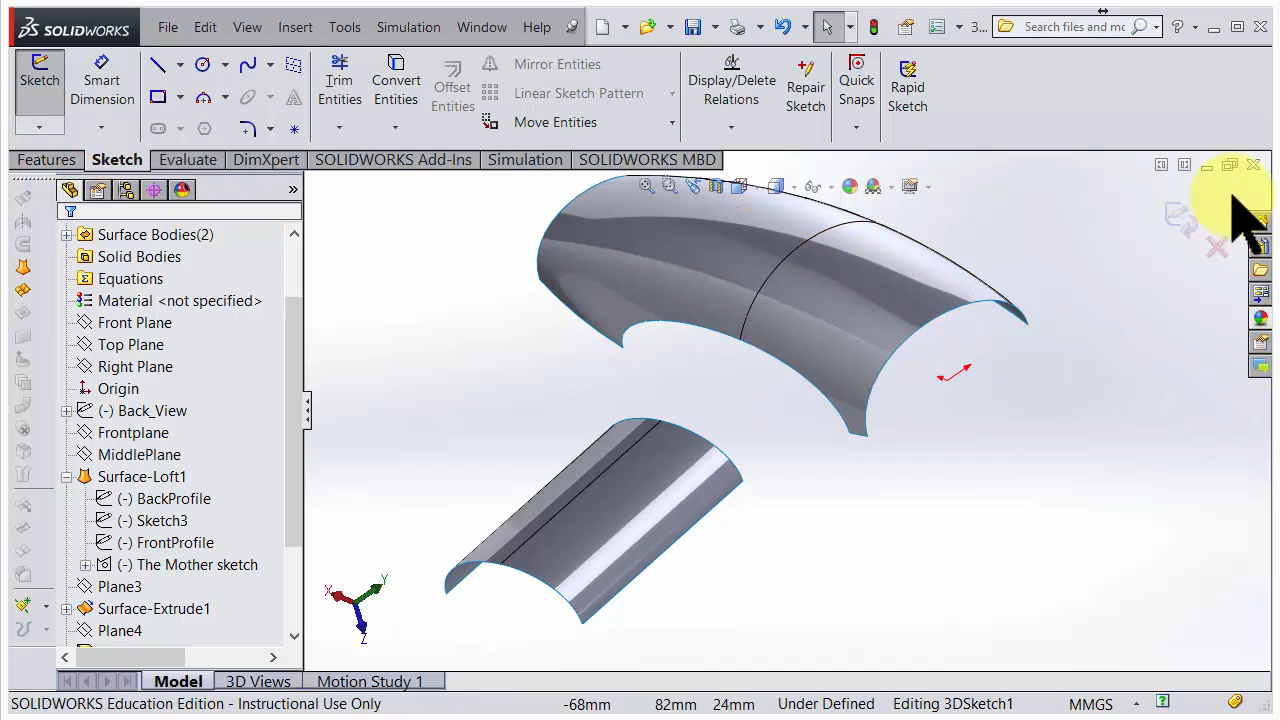 SOLIDWORKS File Edit View Insert Tools Simulation Window Help 3... Search files and mc ?
Sketch Smart Dimension Trim Entities Convert Entities Offset Entities Mirror Entities Linear Sketch Pattern Move Entities Display/Delete Relations Repair Sketch Quick Snaps Rapid Sketch
Features Sketch Evaluate DimXpert SOLIDWORKS Add-Ins Simulation SOLIDWORKS MBD
Surface Bodies(2)
Solid Bodies
Equations
Material <not specified>
Front Plane
Top Plane
Right Plane
Origin
(-) Back_View
Frontplane
MiddlePlane
Surface-Loft1
(-) BackProfile
(-) Sketch3
(-) FrontProfile
(-) The Mother sketch
Plane3
Surface-Extrude1
Plane4
X Y Z
Model 3D Views Motion Study 1
SOLIDWORKS Education Edition - Instructional Use Only -68mm 82mm 24mm Under Defined Editing 3DSketch1 MMGS